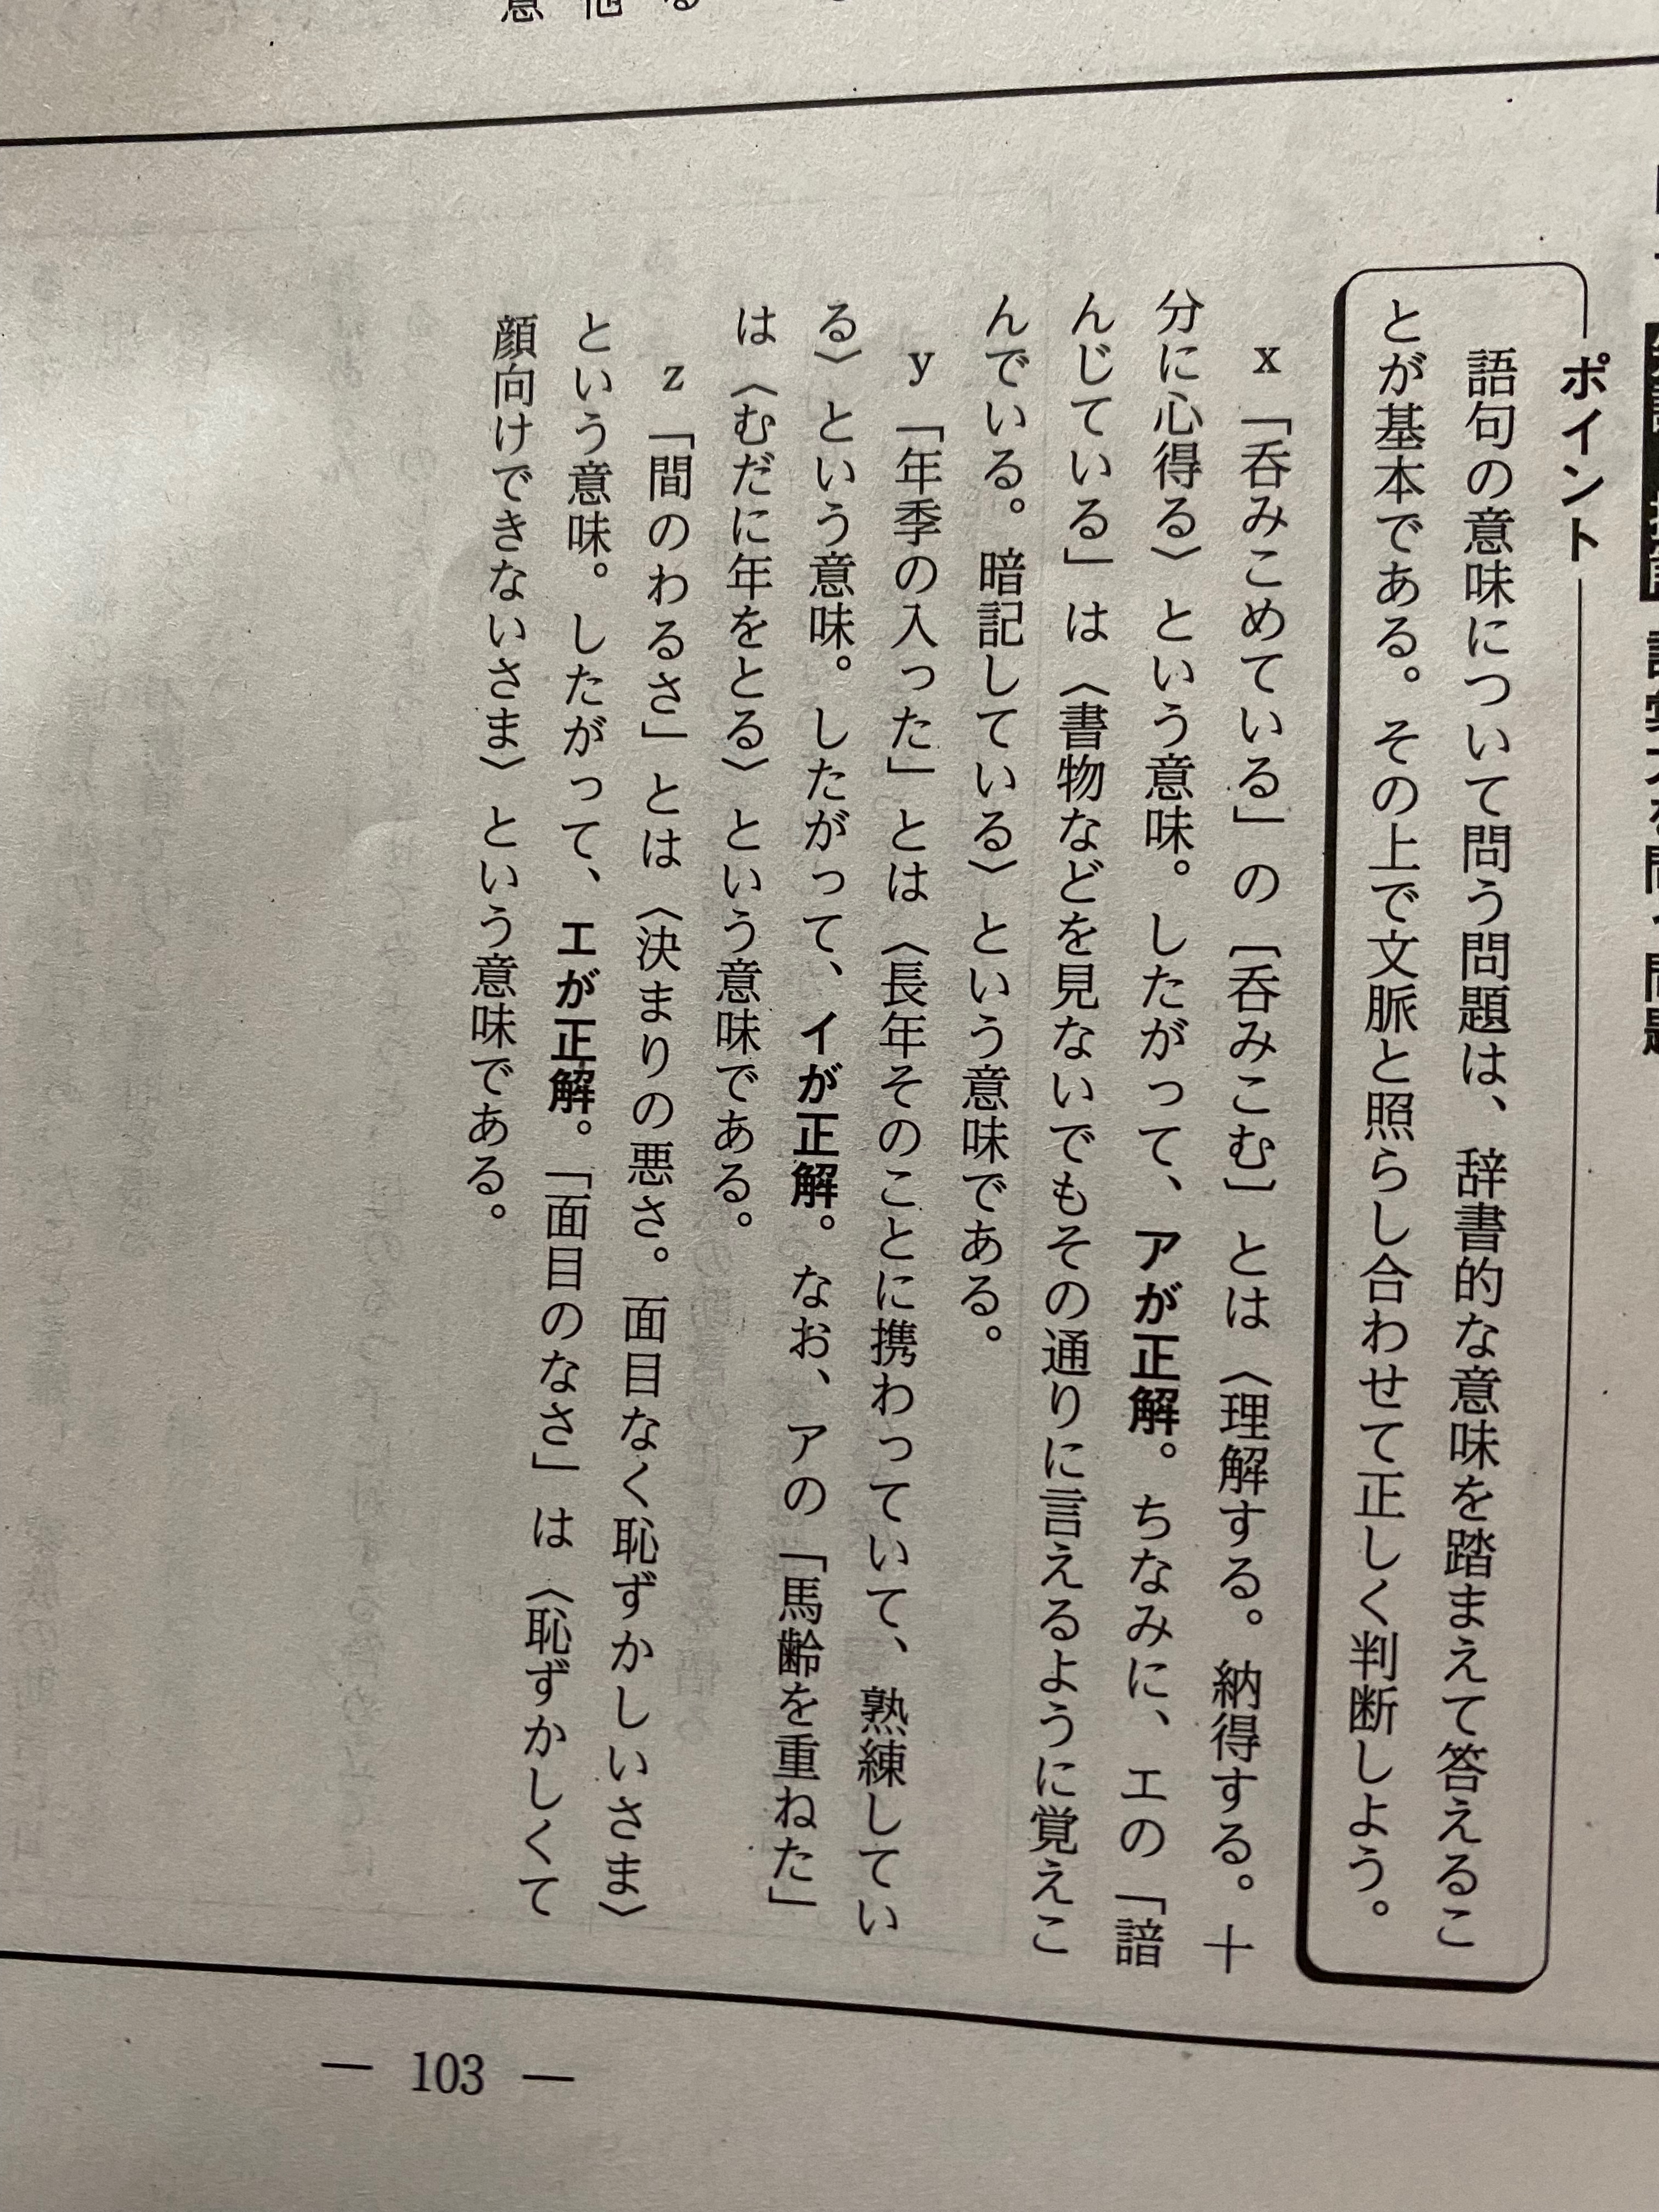 ポイント
語句の意味について問う問題は、辞書的な意味を踏まえて答えるこ
とが基本である。その上で文脈と照らし合わせて正しく判断しよう。
x「呑みこめている」の〔呑みこむ〕とは〈理解する。納得する。十
分に心得る〉という意味。したがって、アが正解。ちなみに、エの「諳
んじている」は〈書物などを見ないでもその通りに言えるように覚えこ
んでいる。暗記している〉という意味である。
y「年季の入った」とは〈長年そのことに携わっていて、熟練してい
る〉という意味。したがって、イが正解。なお、アの「馬齢を重ねた」
は〈むだに年をとる〉という意味である。
z「間のわるさ」とは〈決まりの悪さ。面目なく恥ずかしいさま〉
という意味。したがって、エが正解。「面目のなさ」は〈恥ずかしくて
顔向けできないさま〉という意味である。
— 103 —